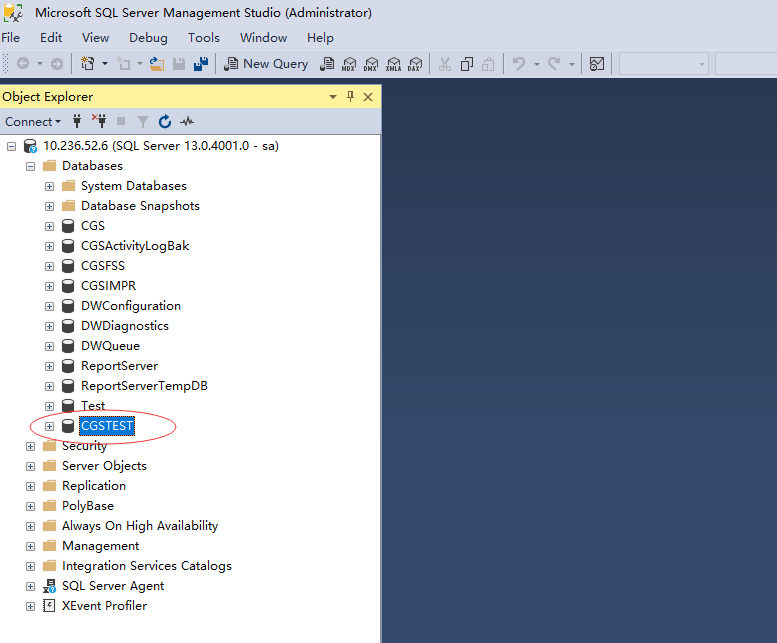 Microsoft SQL Server Management Studio (Administrator)
File Edit View Debug Tools Window Help
New Query MDX DMX XMLA DAX
Object Explorer
Connect
10.236.52.6 (SQL Server 13.0.4001.0 - sa)
Databases
System Databases
Database Snapshots
CGS
CGSActivityLogBak
CGSFSS
CGSIMPR
DWConfiguration
DWDiagnostics
DWQueue
ReportServer
ReportServerTempDB
Test
CGSTEST
Security
Server Objects
Replication
PolyBase
Always On High Availability
Management
Integration Services Catalogs
SQL Server Agent
XEvent Profiler